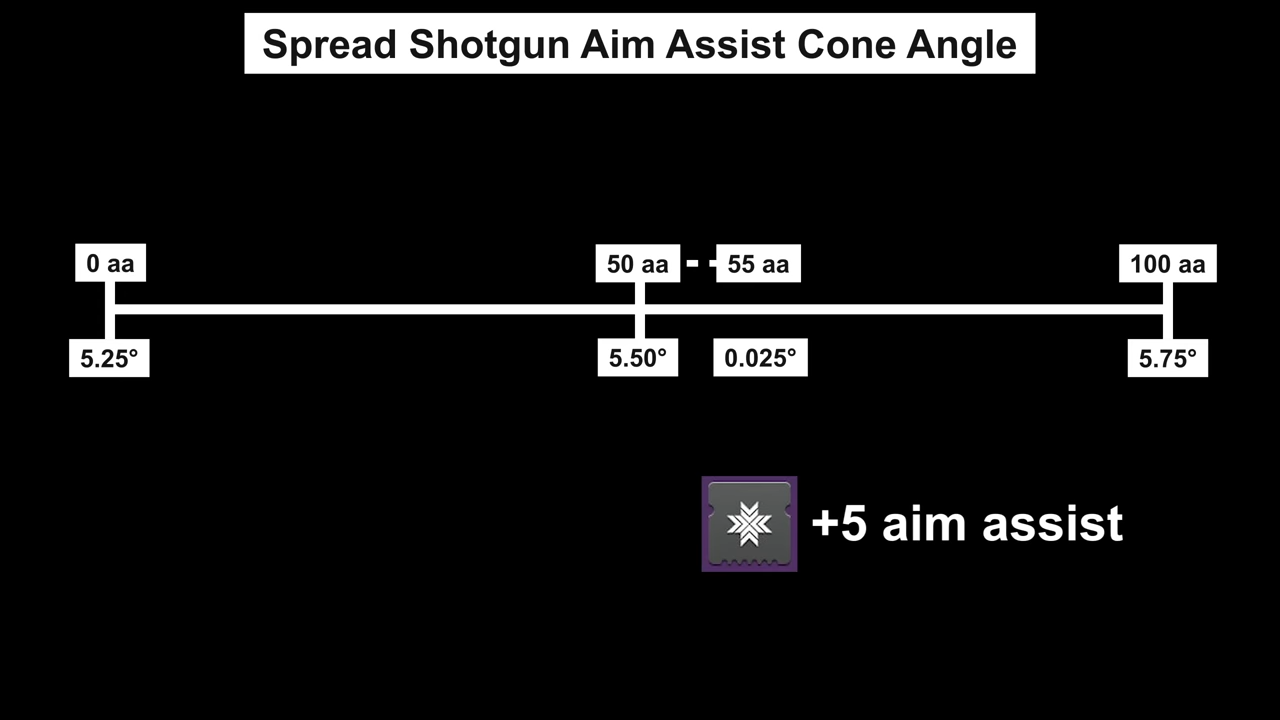 Spread Shotgun Aim Assist Cone Angle
0 aa
50 aa
55 aa
100 aa
5.25°
5.50°
0.025°
5.75°
+5 aim assist